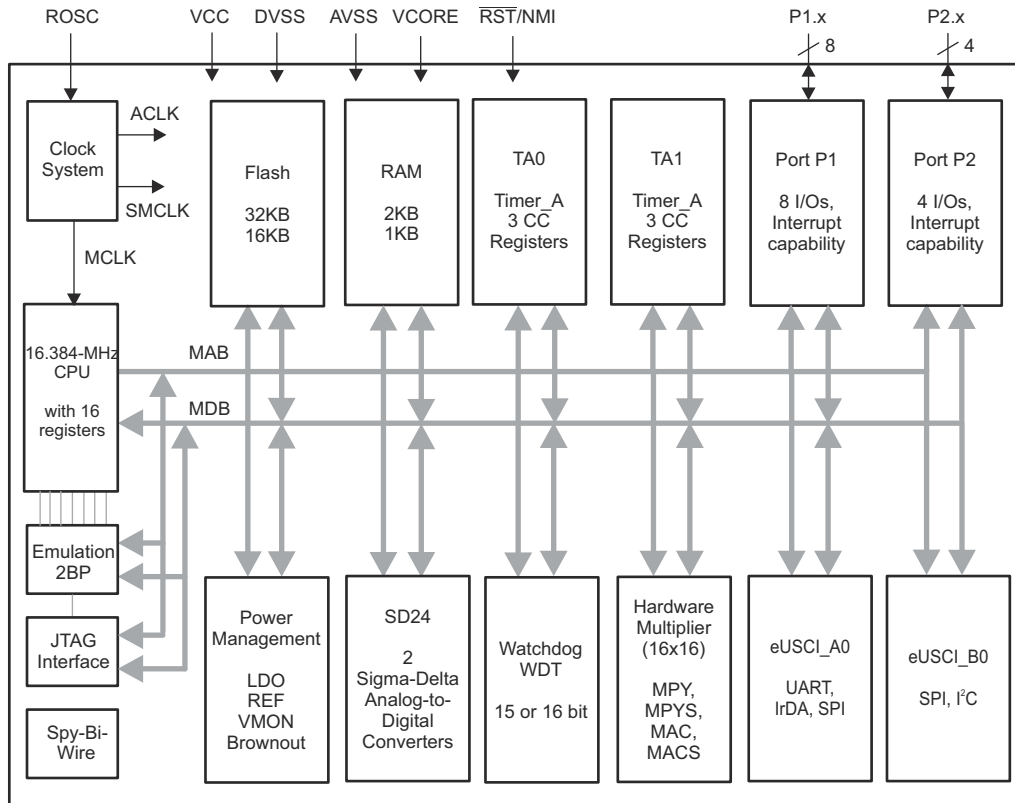 ROSC
VCC
DVSS
AVSS
VCORE
RST/NMI
P1.x
P2.x
8
4
Clock
System
ACLK
SMCLK
MCLK
Flash
32KB
16KB
RAM
2KB
1KB
TA0
Timer_A
3 CC
Registers
TA1
Timer_A
3 CC
Registers
Port P1
8 I/Os,
Interrupt
capability
Port P2
4 I/Os,
Interrupt
capability
16.384-MHz
CPU
with 16
registers
MAB
MDB
Emulation
2BP
JTAG
Interface
Spy-Bi-
Wire
Power
Management
LDO
REF
VMON
Brownout
SD24
2
Sigma-Delta
Analog-to-
Digital
Converters
Watchdog
WDT
15 or 16 bit
Hardware
Multiplier
(16x16)
MPY,
MPYS,
MAC,
MACS
eUSCI_A0
UART,
IrDA, SPI
eUSCI_B0
SPI, I²C